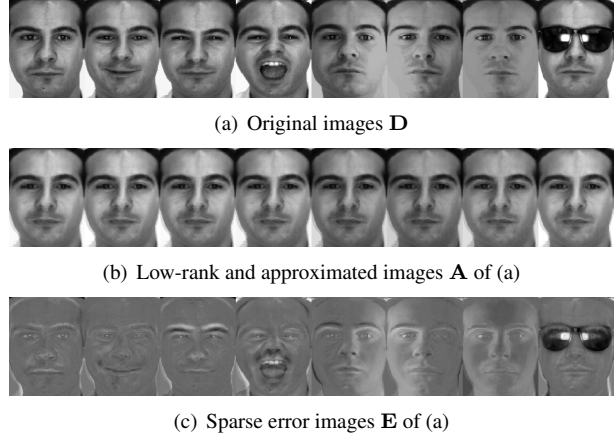 (a) Original images D
(b) Low-rank and approximated images A of (a)
(c) Sparse error images E of (a)